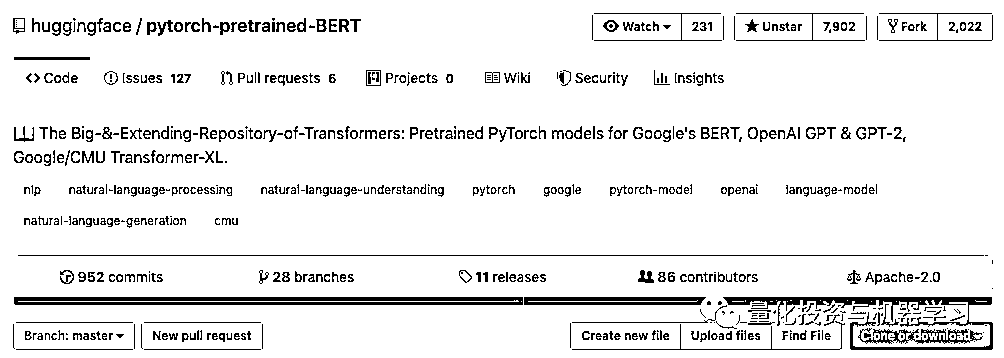 huggingface / pytorch-pretrained-BERT Watch 231 Unstar 7,902 Fork 2,022
Code Issues 127 Pull requests 6 Projects 0 Wiki Security Insights
The Big-&-Extending-Repository-of-Transformers: Pretrained PyTorch models for Google's BERT, OpenAI GPT & GPT-2,
Google/CMU Transformer-XL.
nlp natural-language-processing natural-language-understanding pytorch google pytorch-model openai language-model
natural-language-generation cmu
952 commits 28 branches 11 releases 86 contributors Apache-2.0
量化投资与机器学习
Branch: master New pull request Create new file Upload files Find File Clone or download